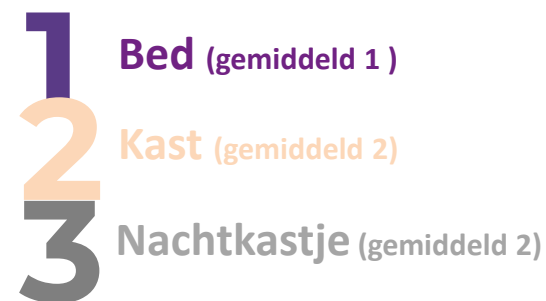 1 Bed (gemiddeld 1 )
2 Kast (gemiddeld 2)
3 Nachtkastje (gemiddeld 2)